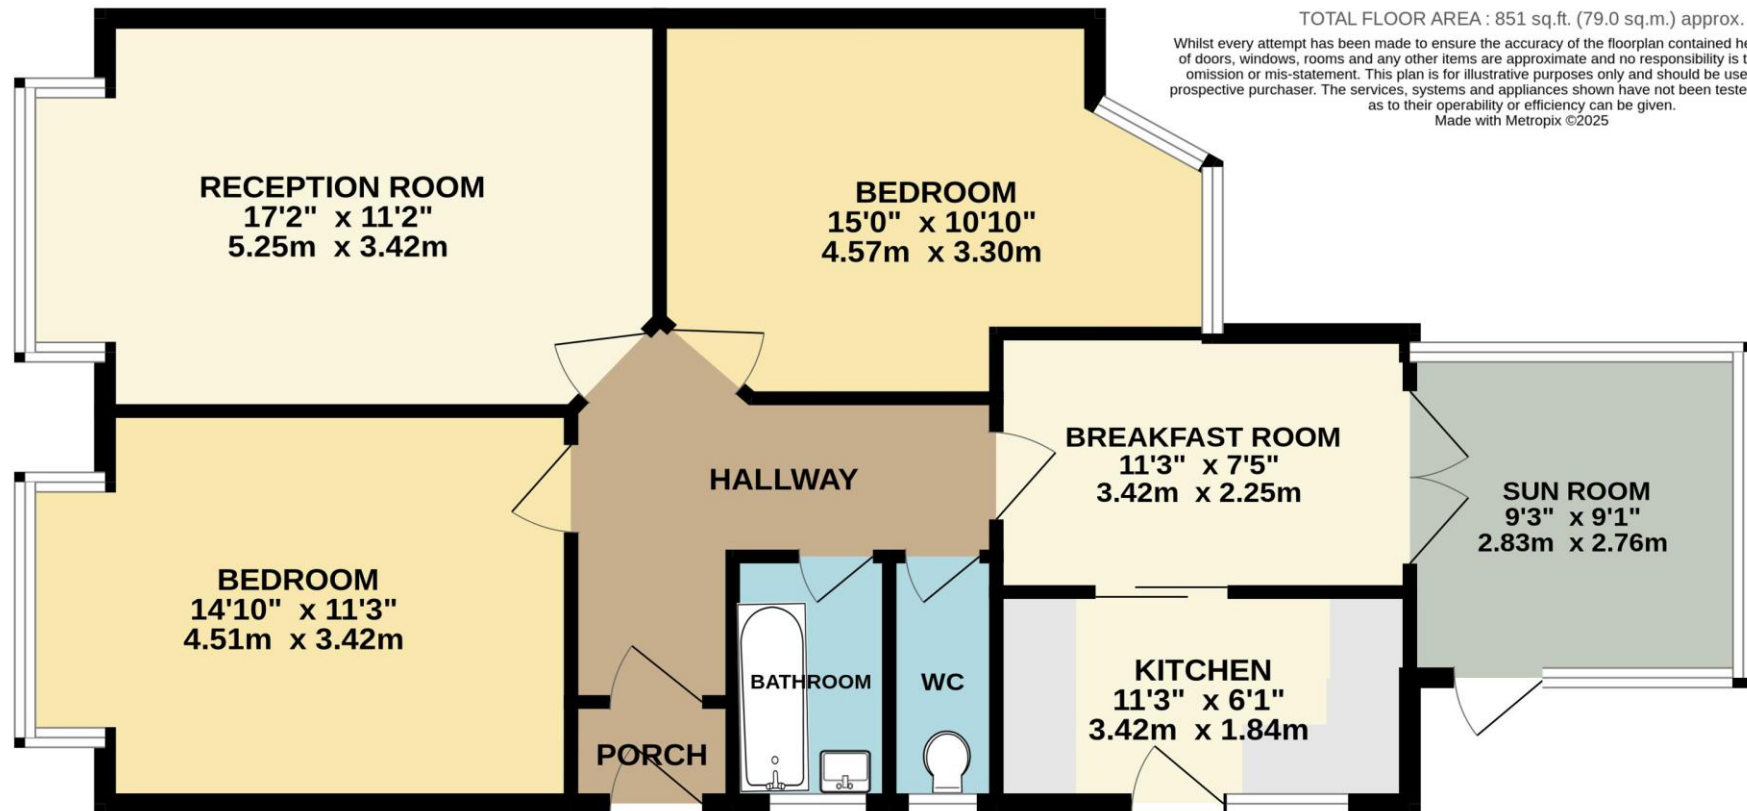 TOTAL FLOOR AREA : 851 sq.ft. (79.0 sq.m.) approx.
Whilst every attempt has been made to ensure the accuracy of the floorplan contained
of doors, windows, rooms and any other items are approximate and no responsibility is
omission or mis-statement. This plan is for illustrative purposes only and should be
prospective purchaser. The services, systems and appliances shown have not been
as to their operability or efficiency can be given.
Made with Metropix ©2025
RECEPTION ROOM
17'2" x 11'2"
5.25m x 3.42m
BEDROOM
15'0" x 10'10"
4.57m x 3.30m
BREAKFAST ROOM
11'3" x 7'5"
3.42m x 2.25m
HALLWAY
SUN ROOM
9'3" x 9'1"
2.83m x 2.76m
BEDROOM
14'10" x 11'3"
4.51m x 3.42m
BATHROOM
WC
KITCHEN
11'3" x 6'1"
3.42m x 1.84m
PORCH